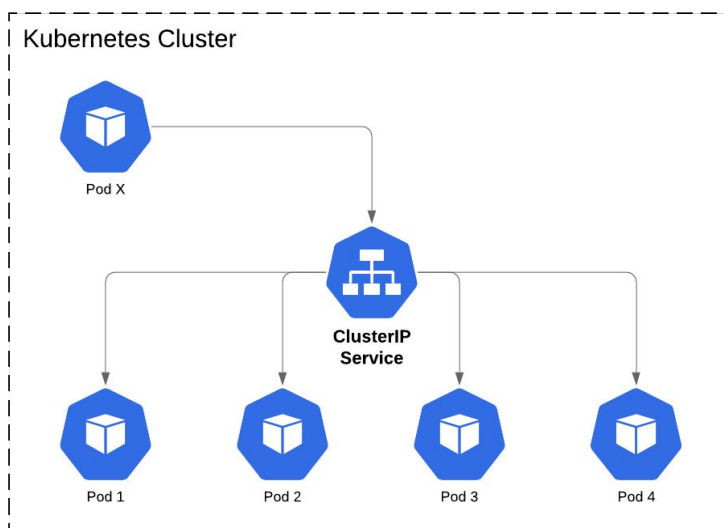 Kubernetes Cluster
Pod X
ClusterIP
Service
Pod 1
Pod 2
Pod 3
Pod 4